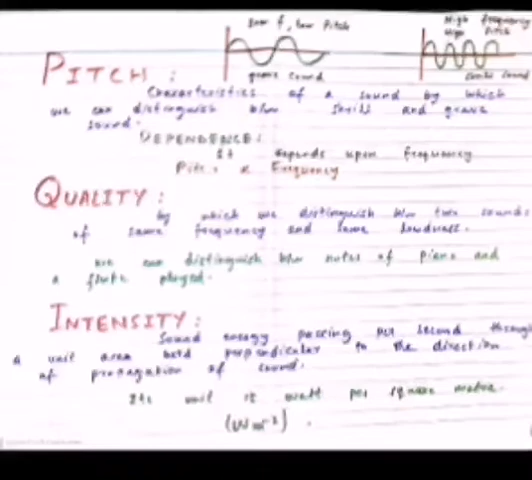 low f, low Pitch
High frequency
High Pitch
grave sound
PITCH :
Characteristics of a sound by which
we can distinguish b/w shrill and grave
sound.
DEPENDENCE:
It depends upon frequency
Pitch α Frequency
QUALITY :
by which we distinguish b/w two sounds
of same frequency and same loudness.
we can distinguish b/w notes of piano and
a flute played.
INTENSITY :
Sound energy passing per second through
a unit area held perpendicular to the direction
of propagation of sound.
Its unit is watt per square metre.
(Wm⁻²) .